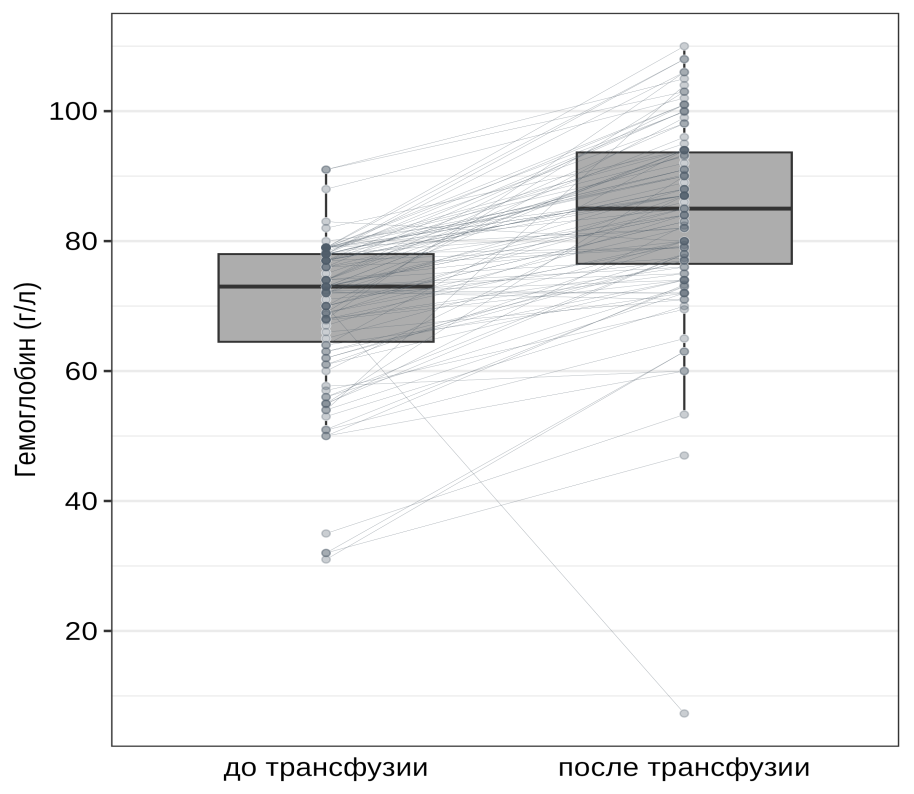 Гемоглобин (г/л)
100
80
60
40
20
до трансфузии
после трансфузии